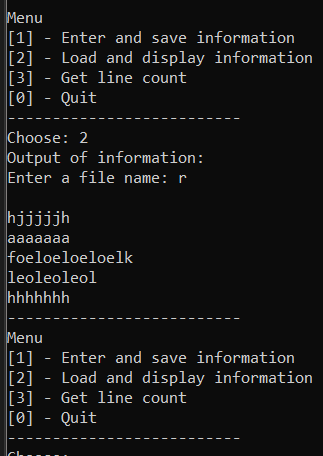 Menu
[1] - Enter and save information
[2] - Load and display information
[3] - Get line count
[0] - Quit
--------------------------
Choose: 2
Output of information:
Enter a file name: r
hjjjjjh
aaaaaaa
foeloeloeloelk
leoleoleol
hhhhhhh
--------------------------
Menu
[1] - Enter and save information
[2] - Load and display information
[3] - Get line count
[0] - Quit
--------------------------
Choose: